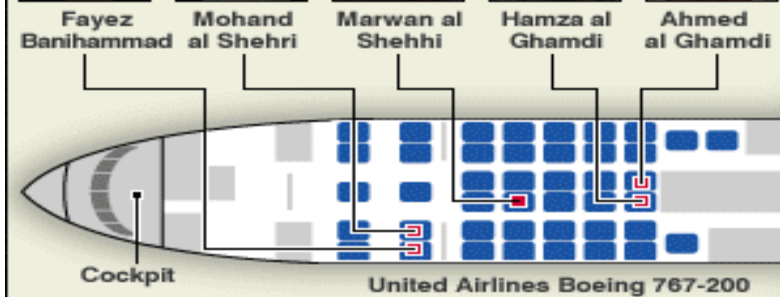 Fayez
Banihammad
Mohand
al Shehri
Marwan al
Shehhi
Hamza al
Ghamdi
Ahmed
al Ghamdi
Cockpit
United Airlines Boeing 767-200